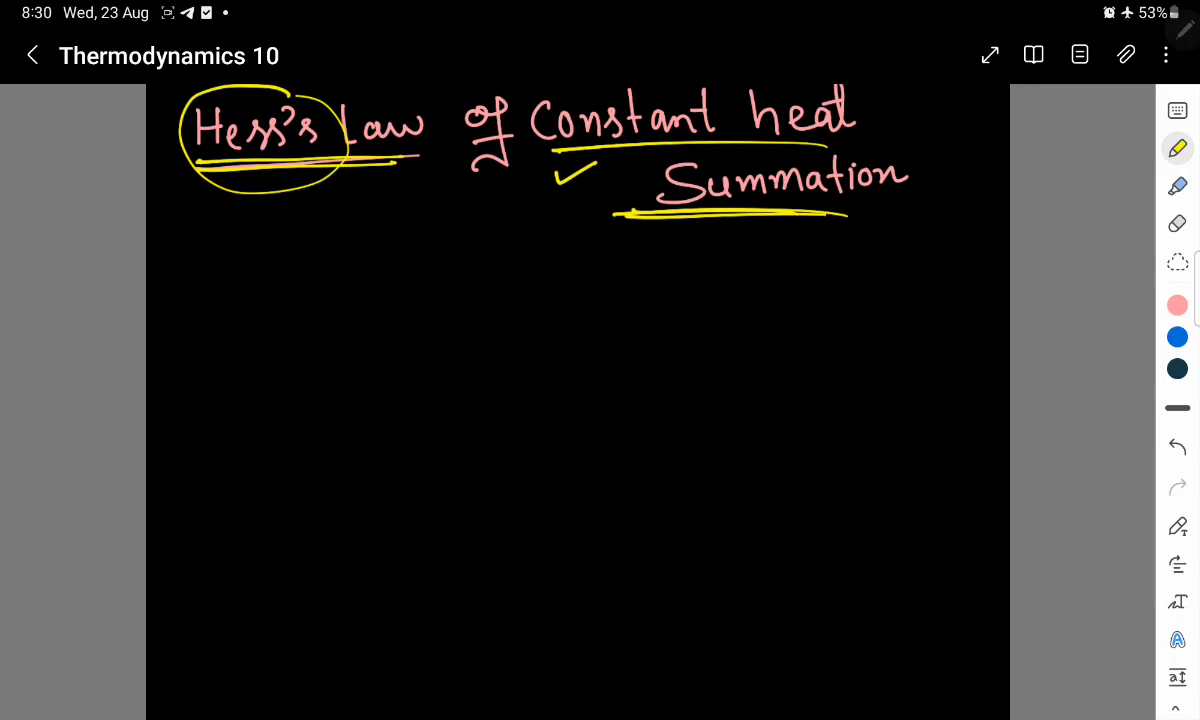 8:30 Wed, 23 Aug 53%
Thermodynamics 10
Hess's Law of Constant heat
Summation